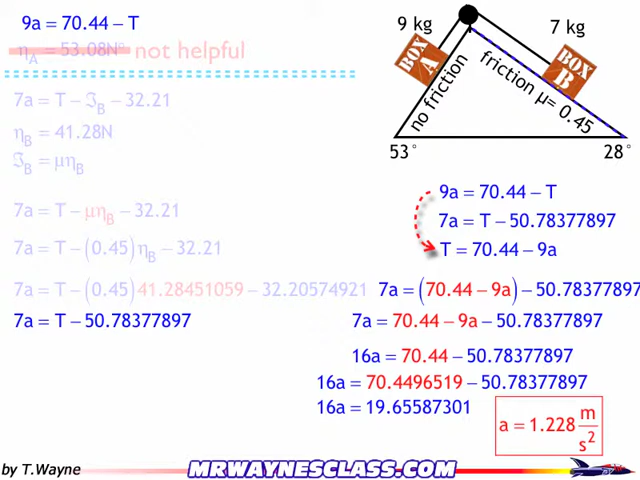 9a = 70.44 – T
η_A = 53.08N° not helpful
7a = T – ℑ_B – 32.21
η_B = 41.28N
ℑ_B = μη_B
7a = T – μη_B – 32.21
7a = T – (0.45)η_B – 32.21
7a = T – (0.45)41.28451059 – 32.20574921
7a = T – 50.78377897
9 kg
7 kg
BOX A
BOX B
no friction
friction μ = 0.45
53°
28°
9a = 70.44 – T
7a = T – 50.78377897
T = 70.44 – 9a
7a = (70.44 – 9a) – 50.78377897
7a = 70.44 – 9a – 50.78377897
16a = 70.44 – 50.78377897
16a = 70.4496519 – 50.78377897
16a = 19.65587301
a = 1.228 m/s²
by T.Wayne
MRWAYNESCLASS.COM